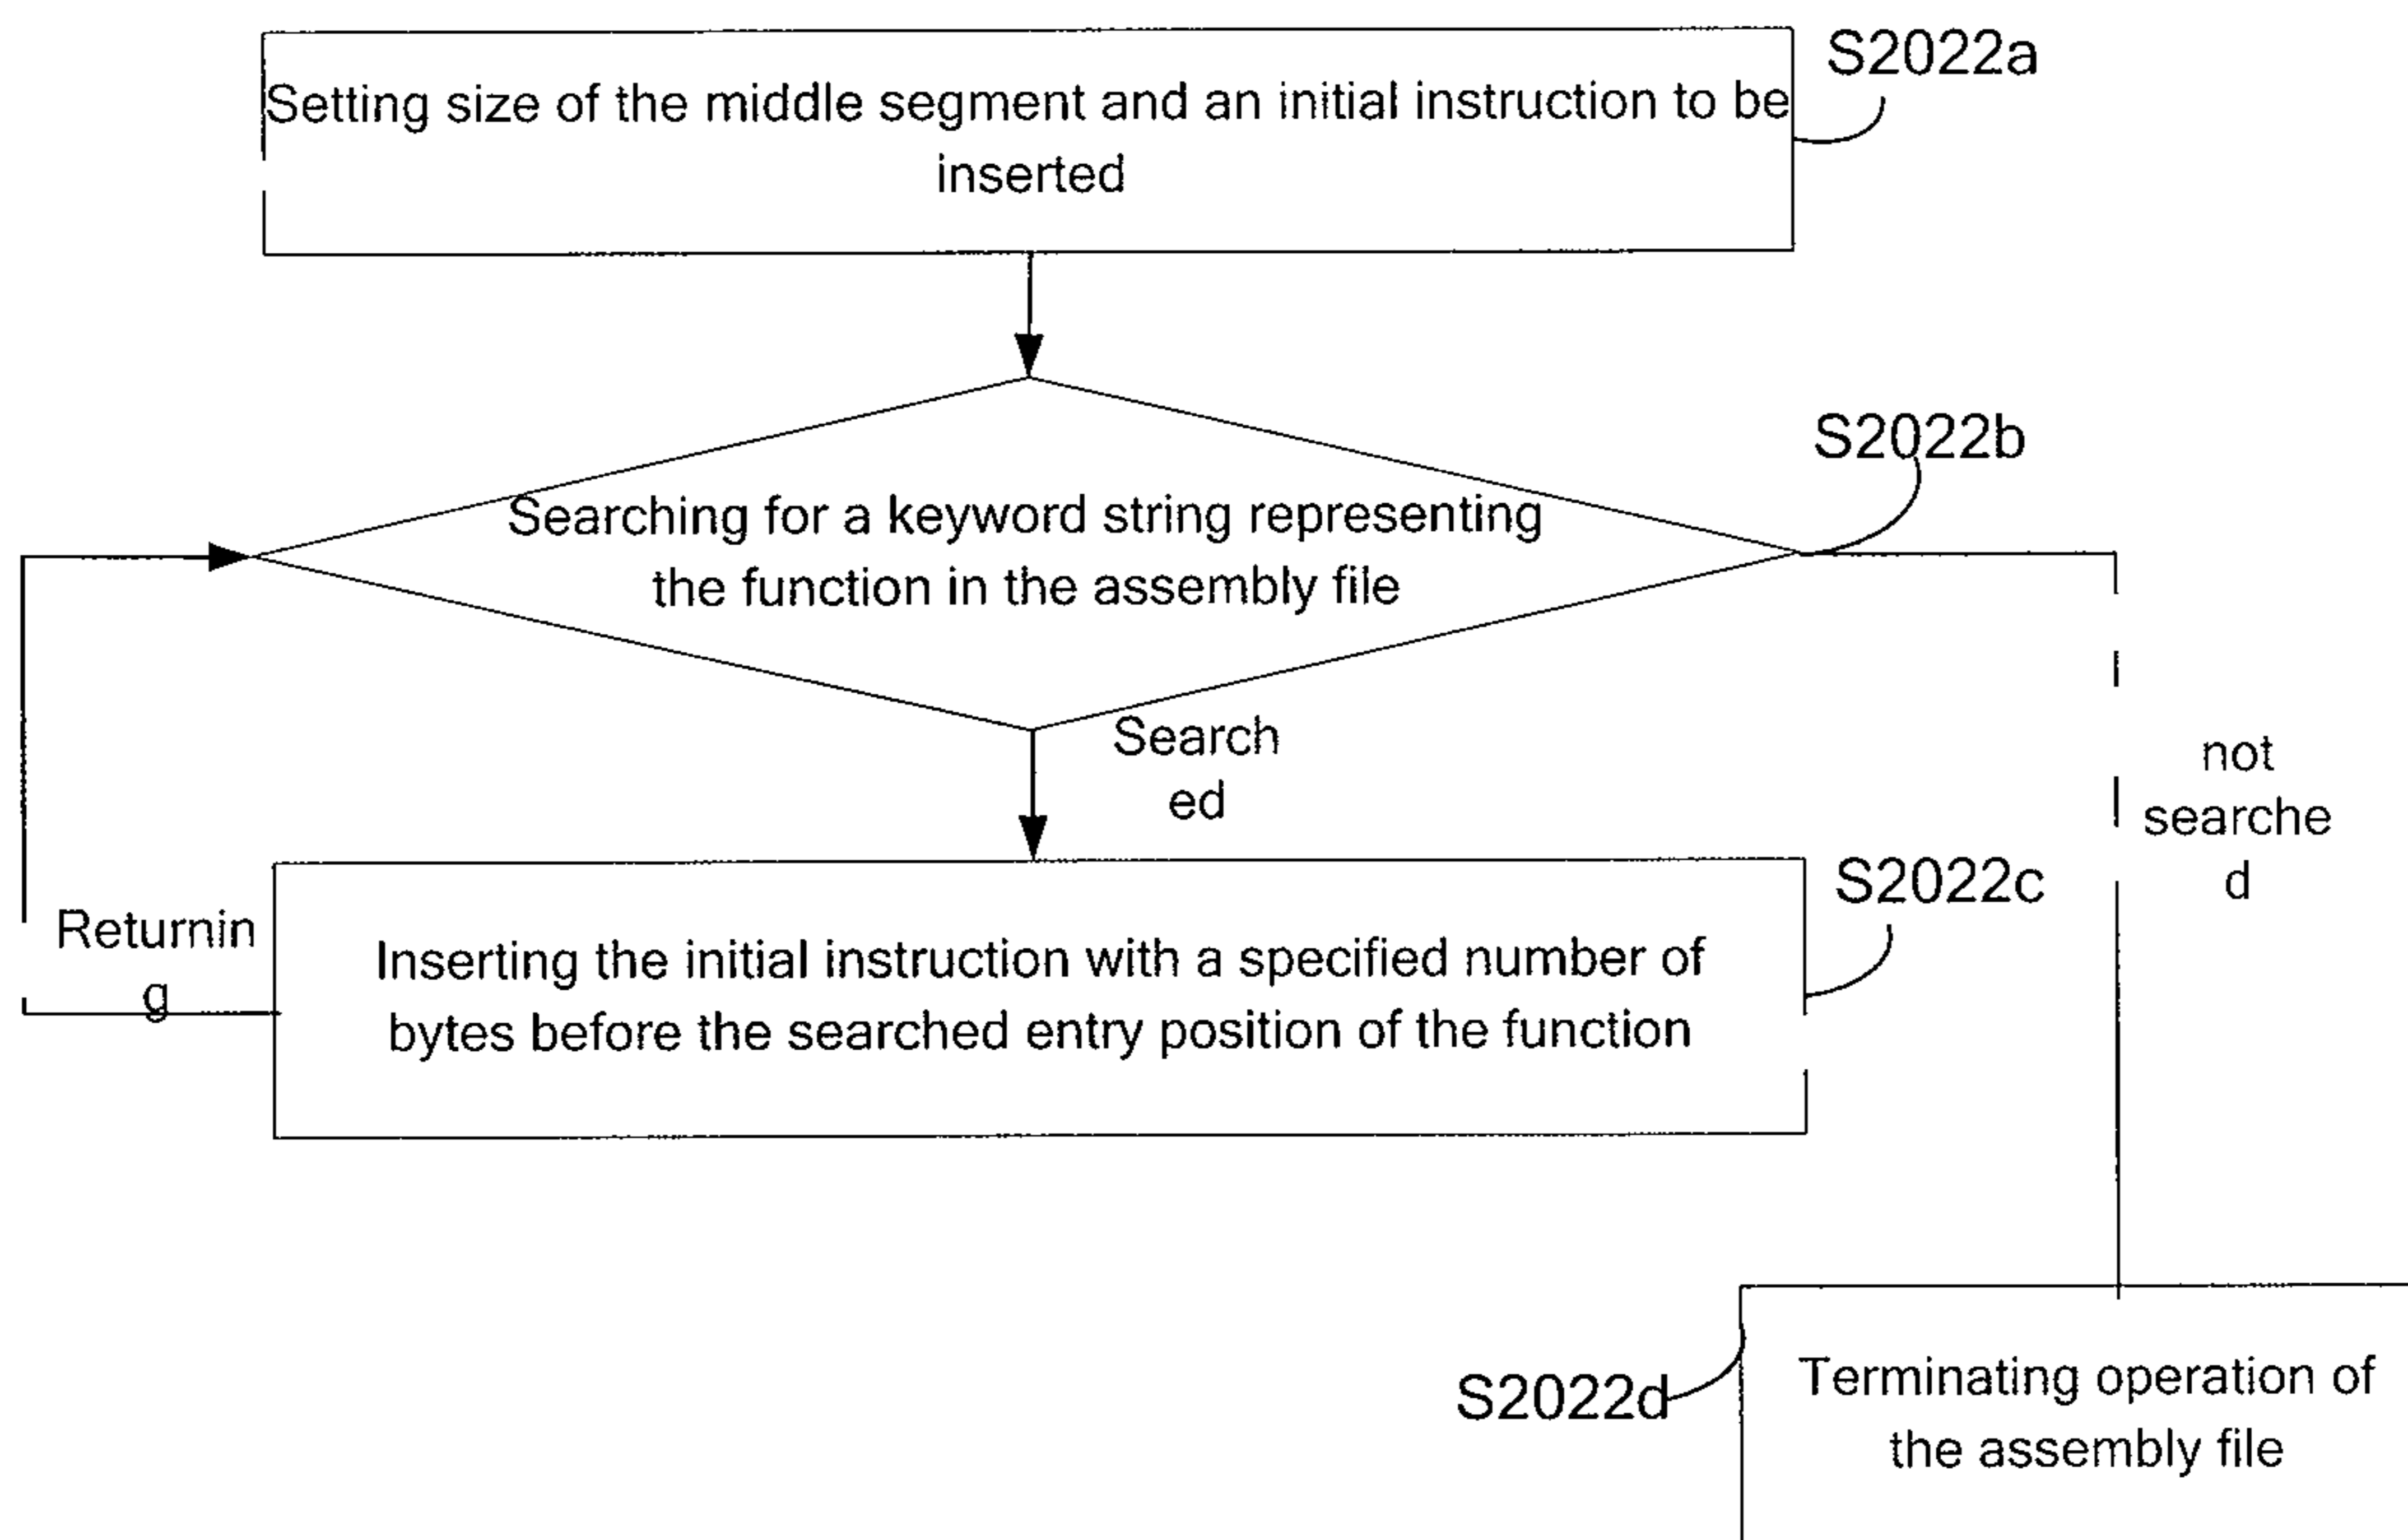 S2022a
Setting size of the middle segment and an initial instruction to be
inserted
S2022b
Searching for a keyword string representing
the function in the assembly file
Search
ed
not
searche
d
S2022c
Returnin
g
Inserting the initial instruction with a specified number of
bytes before the searched entry position of the function
S2022d
Terminating operation of
the assembly file